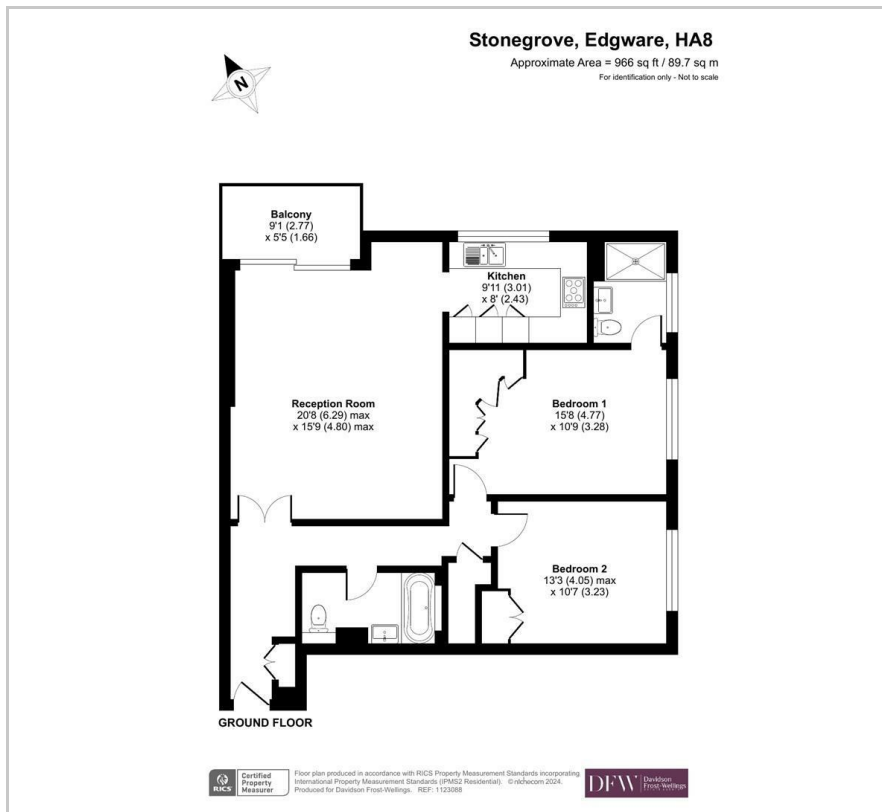 Stonegrove, Edgware, HA8
Approximate Area = 966 sq ft / 89.7 sq m
For identification only - Not to scale
N
Balcony
9'1 (2.77)
x 5'5 (1.66)
Kitchen
9'11 (3.01)
x 8' (2.43)
Reception Room
20'8 (6.29) max
x 15'9 (4.80) max
Bedroom 1
15'8 (4.77)
x 10'9 (3.28)
Bedroom 2
13'3 (4.05) max
x 10'7 (3.23)
GROUND FLOOR
RICS
Certified
Property
Measurer
Floor plan produced in accordance with RICS Property Measurement Standards incorporating
International Property Measurement Standards (IPMS2 Residential). © nichecom 2024.
Produced for Davidson Frost-Wellings. REF: 1123088
DFW
Davidson
Frost-Wellings